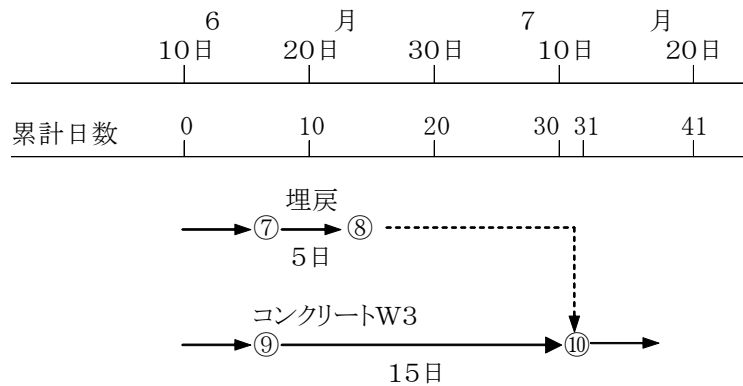 ６　月　７　月
10日　20日　30日　10日　20日
累計日数　0　10　20　30　31　41
埋戻
⑦　⑧
５日
コンクリートW３
⑨　⑩
15日